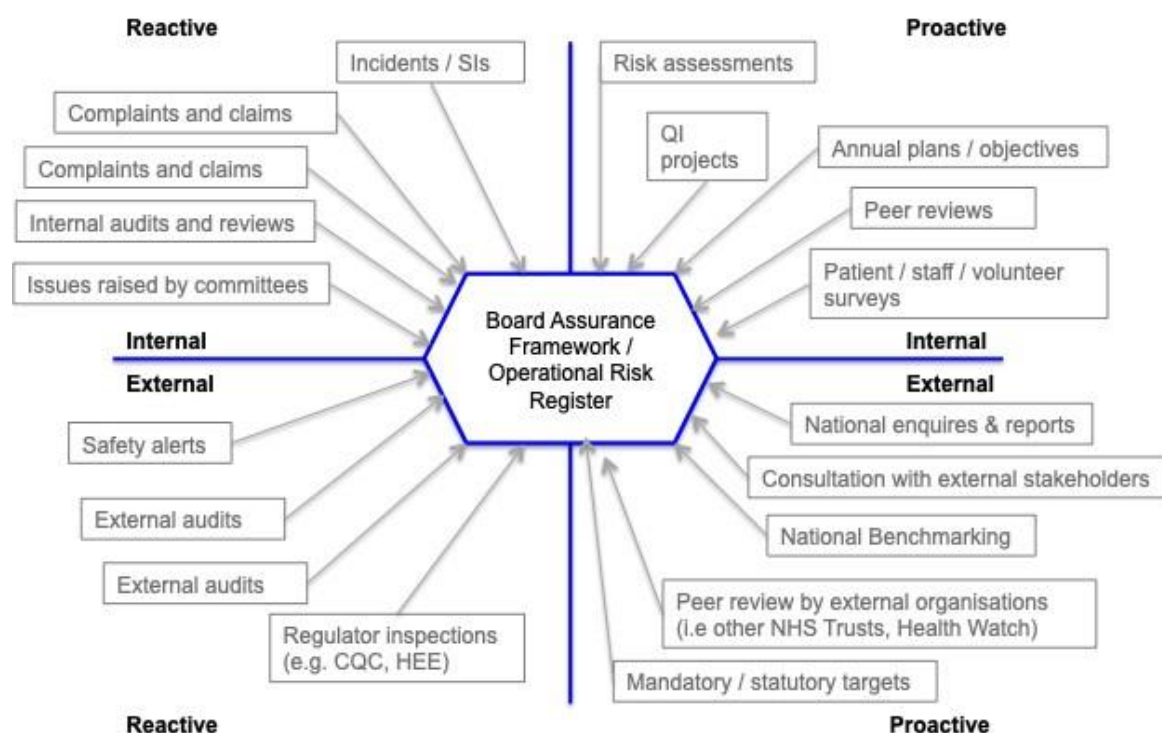 Reactive
Proactive
Incidents / SIs
Risk assessments
Complaints and claims
QI
projects
Annual plans / objectives
Complaints and claims
Peer reviews
Internal audits and reviews
Patient / staff / volunteer
surveys
Issues raised by committees
Board Assurance
Framework /
Operational Risk
Register
Internal
Internal
External
External
Safety alerts
National enquires & reports
Consultation with external stakeholders
External audits
National Benchmarking
External audits
Peer review by external organisations
(i.e other NHS Trusts, Health Watch)
Regulator inspections
(e.g. CQC, HEE)
Mandatory / statutory targets
Reactive
Proactive